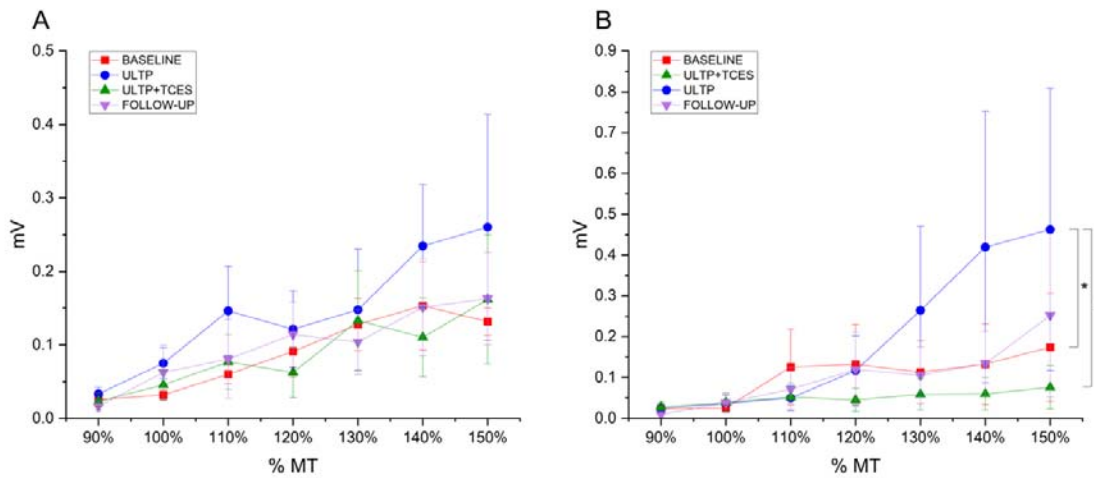 A
0.5
0.4
0.3
0.2
0.1
0.0
mV
BASELINE
ULTP
ULTP+TCES
FOLLOW-UP
90% 100% 110% 120% 130% 140% 150%
% MT
B
0.9
0.8
0.7
0.6
0.5
0.4
0.3
0.2
0.1
0.0
mV
BASELINE
ULTP+TCES
ULTP
FOLLOW-UP
*
90% 100% 110% 120% 130% 140% 150%
% MT